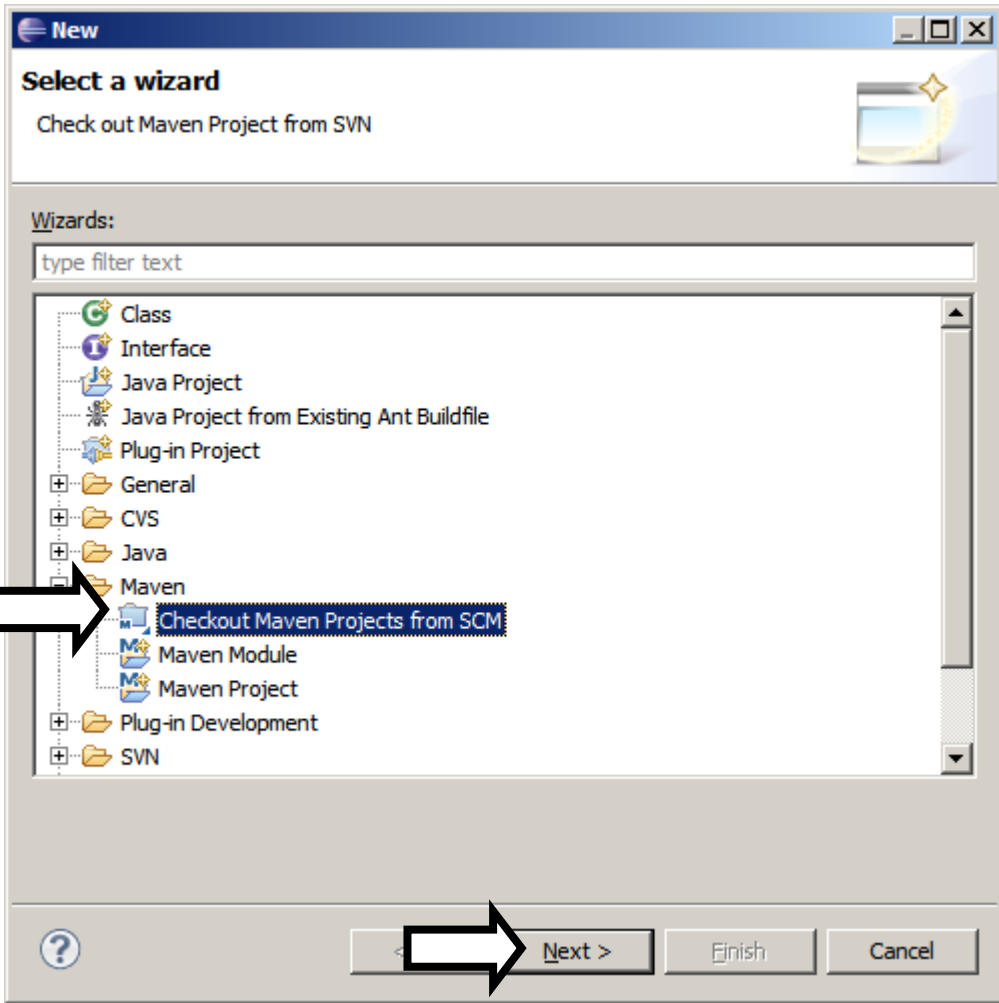 New
Select a wizard
Check out Maven Project from SVN
Wizards:
type filter text
Class
Interface
Java Project
Java Project from Existing Ant Buildfile
Plug-in Project
General
CVS
Java
Maven
Checkout Maven Projects from SCM
Maven Module
Maven Project
Plug-in Development
SVN
< Next > Finish Cancel